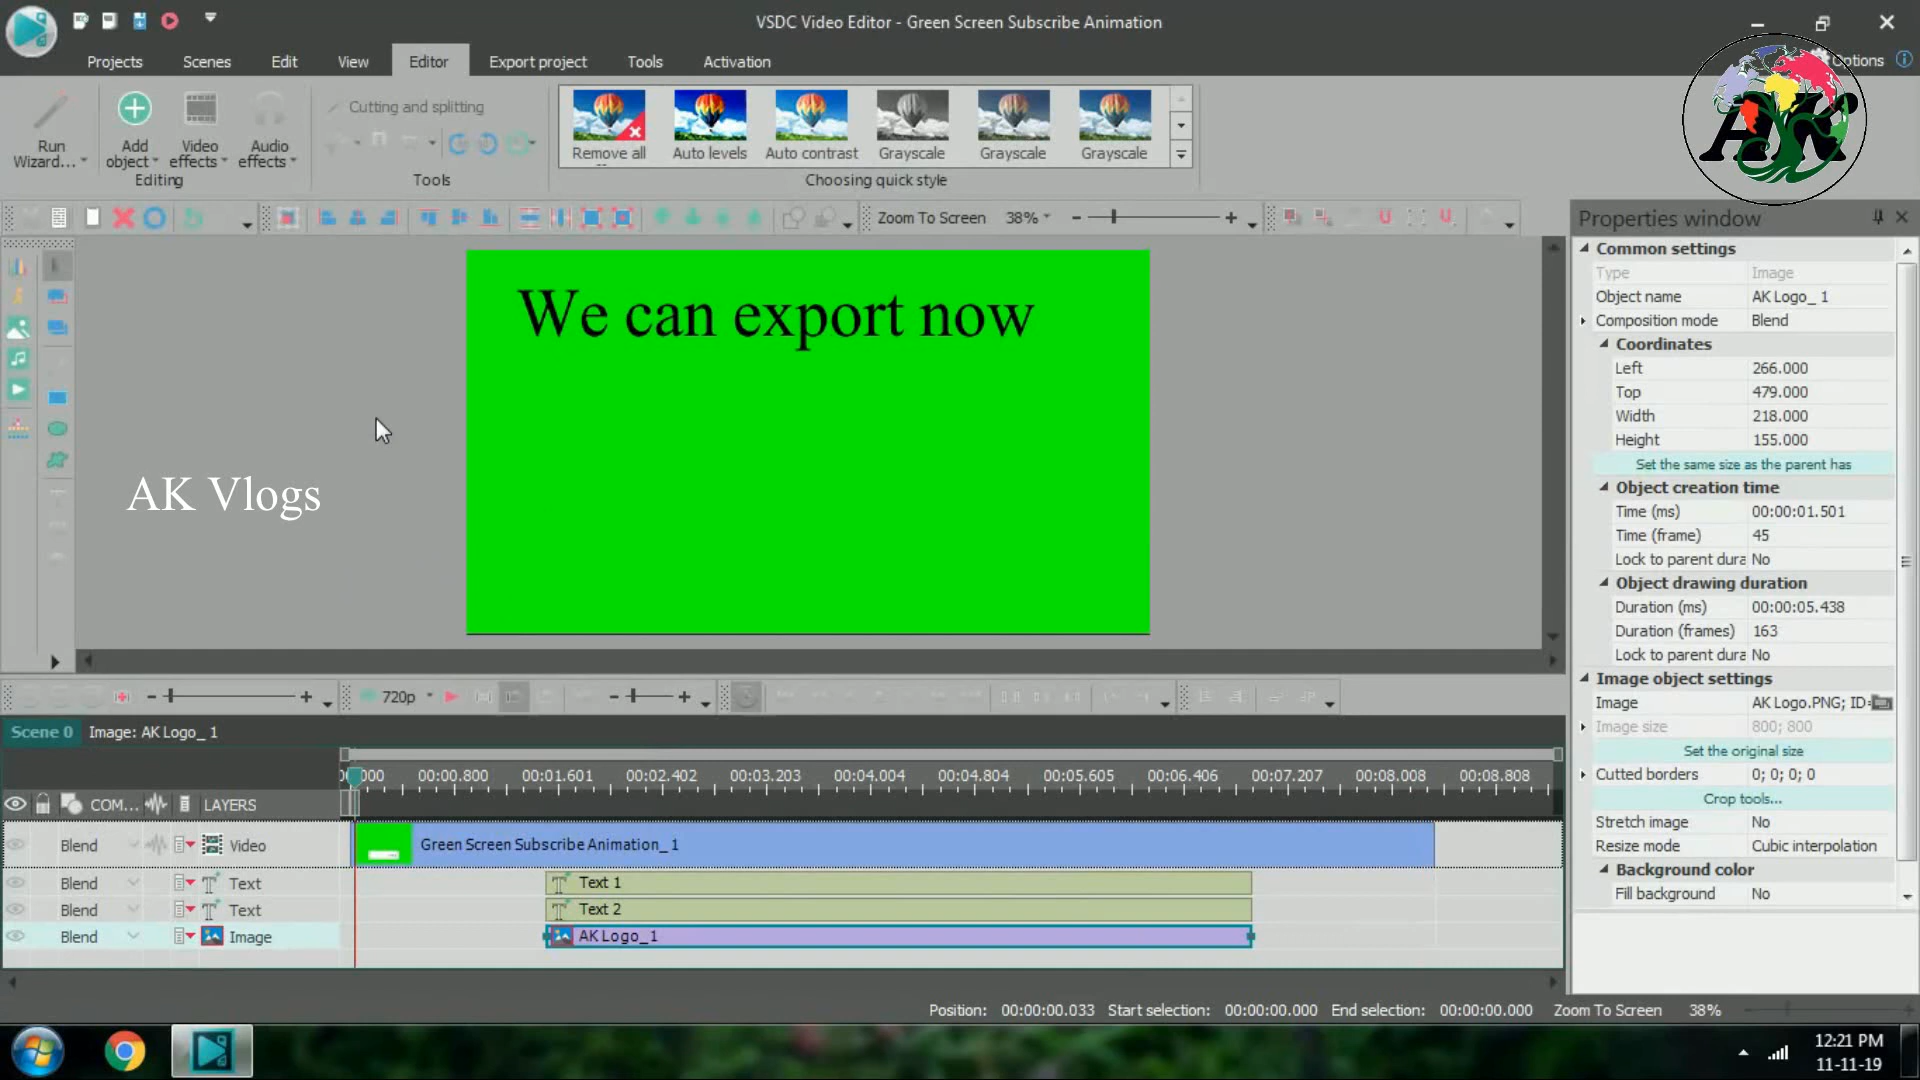 VSDC Video Editor - Green Screen Subscribe Animation
Projects Scenes Edit View Editor Export project Tools Activation Options
AK
Run Wizard...
Add object
Video effects
Audio effects
Editing
Cutting and splitting
Tools
Remove all
Auto levels
Auto contrast
Grayscale
Grayscale
Grayscale
Choosing quick style
Zoom To Screen 38%
Properties window
Common settings
Type Image
Object name AK Logo_ 1
Composition mode Blend
Coordinates
Left 266.000
Top 479.000
Width 218.000
Height 155.000
Set the same size as the parent has
Object creation time
Time (ms) 00:00:01.501
Time (frame) 45
Lock to parent dura No
Object drawing duration
Duration (ms) 00:00:05.438
Duration (frames) 163
Lock to parent dura No
Image object settings
Image AK Logo.PNG; ID=
Image size 800; 800
Set the original size
Cutted borders 0; 0; 0; 0
Crop tools...
Stretch image No
Resize mode Cubic interpolation
Background color
Fill background No
We can export now
AK Vlogs
720p
Scene 0 Image: AK Logo_ 1
000 00:00.800 00:01.601 00:02.402 00:03.203 00:04.004 00:04.804 00:05.605 00:06.406 00:07.207 00:08.008 00:08.808
COM... LAYERS
Blend Video Green Screen Subscribe Animation_ 1
Blend Text Text 1
Blend Text Text 2
Blend Image AK Logo_1
Position: 00:00:00.033 Start selection: 00:00:00.000 End selection: 00:00:00.000 Zoom To Screen 38%
12:21 PM
11-11-19